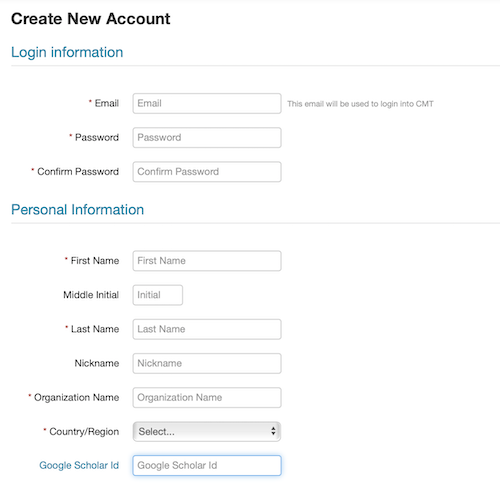 Create New Account
Login information
* Email Email This email will be used to login into CMT
* Password Password
* Confirm Password Confirm Password
Personal Information
* First Name First Name
Middle Initial Initial
* Last Name Last Name
Nickname Nickname
* Organization Name Organization Name
* Country/Region Select...
Google Scholar Id Google Scholar Id